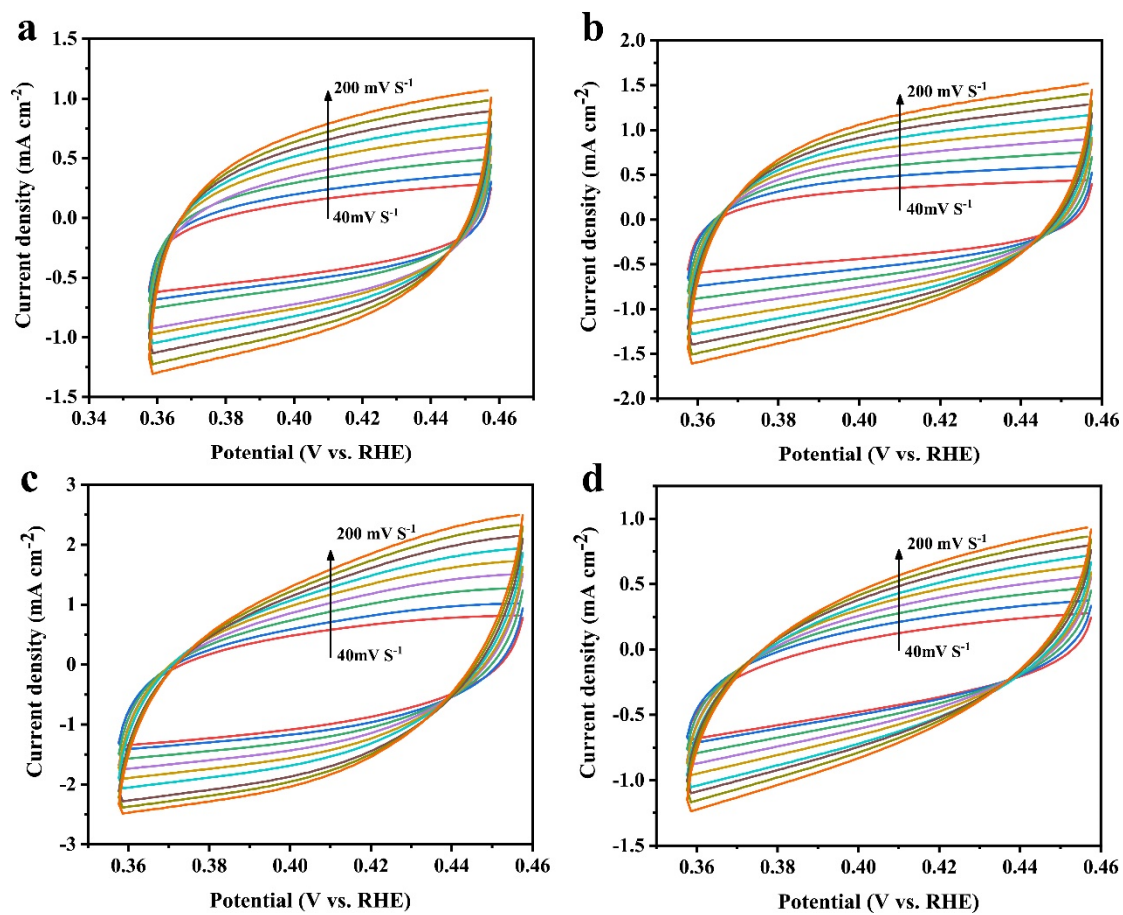 a
1.5
1.0
0.5
0.0
-0.5
-1.0
-1.5
Current density (mA cm⁻²)
200 mV S⁻¹
40mV S⁻¹
0.34 0.36 0.38 0.40 0.42 0.44 0.46
Potential (V vs. RHE)
b
2.0
1.5
1.0
0.5
0.0
-0.5
-1.0
-1.5
-2.0
Current density (mA cm⁻²)
200 mV S⁻¹
40mV S⁻¹
0.36 0.38 0.40 0.42 0.44 0.46
Potential (V vs. RHE)
c
3
2
1
0
-1
-2
-3
Current density (mA cm⁻²)
200 mV S⁻¹
40mV S⁻¹
0.36 0.38 0.40 0.42 0.44 0.46
Potential (V vs. RHE)
d
1.0
0.5
0.0
-0.5
-1.0
-1.5
Current density (mA cm⁻²)
200 mV S⁻¹
40mV S⁻¹
0.36 0.38 0.40 0.42 0.44 0.46
Potential (V vs. RHE)